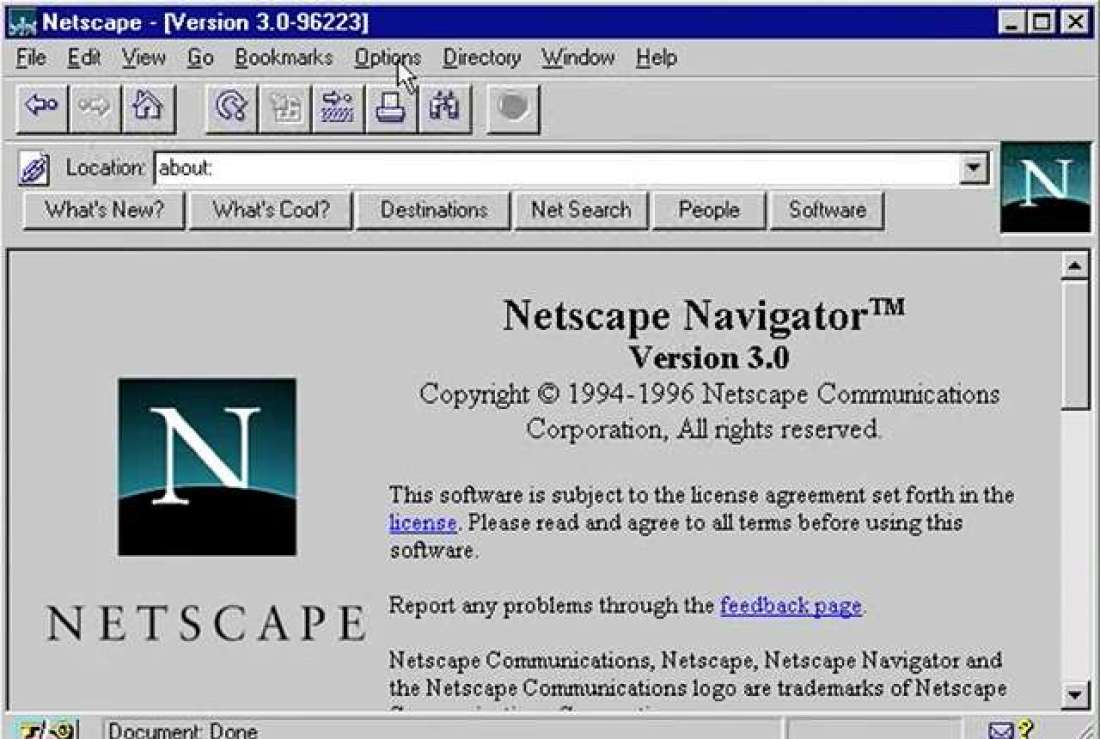 Netscape - [Version 3.0-96223]
File Edit View Go Bookmarks Options Directory Window Help
Location: about:
N
What's New? What's Cool? Destinations Net Search People Software
Netscape Navigator™
Version 3.0
Copyright © 1994-1996 Netscape Communications
Corporation, All rights reserved.
N
NETSCAPE
This software is subject to the license agreement set forth in the
license. Please read and agree to all terms before using this
software.
Report any problems through the feedback page.
Netscape Communications, Netscape, Netscape Navigator and
the Netscape Communications logo are trademarks of Netscape
Document: Done
?